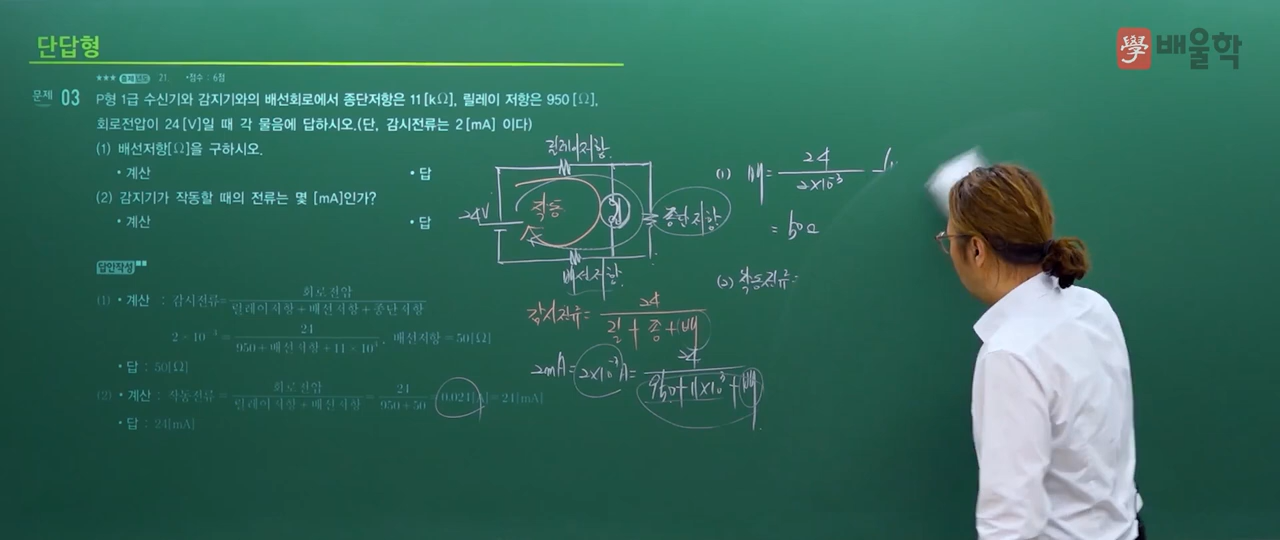 단답형
學 배울학
★★★ 출제년도 21. • 점수 : 6점
문제 03 P형 1급 수신기와 감지기와의 배선회로에서 종단저항은 11[kΩ], 릴레이 저항은 950[Ω],
회로전압이 24[V]일 때 각 물음에 답하시오.(단, 감시전류는 2[mA] 이다)
(1) 배선저항[Ω]을 구하시오.
• 계산 • 답
(2) 감지기가 작동할 때의 전류는 몇 [mA]인가?
• 계산 • 답
답안작성
(1) • 계산 : 감시전류= 회로전압 / 릴레이저항+배선저항+종단저항
2×10⁻³= 24 / 950+배선저항+11×10³, 배선저항=50[Ω]
• 답 : 50[Ω]
(2) • 계산 : 작동전류= 회로전압 / 릴레이저항+배선저항 = 24 / 950+50 =0.024[A]=24[mA]
• 답 : 24[mA]
릴레이저항
24V
작동
종단저항
배선저항
감시전류= 24 / 릴+종+배
2mA=2×10⁻³A= 24 / 950+11×10³+배
(1) 배= 24 / 2×10⁻³ -
= 50Ω
(2) 작동전류=